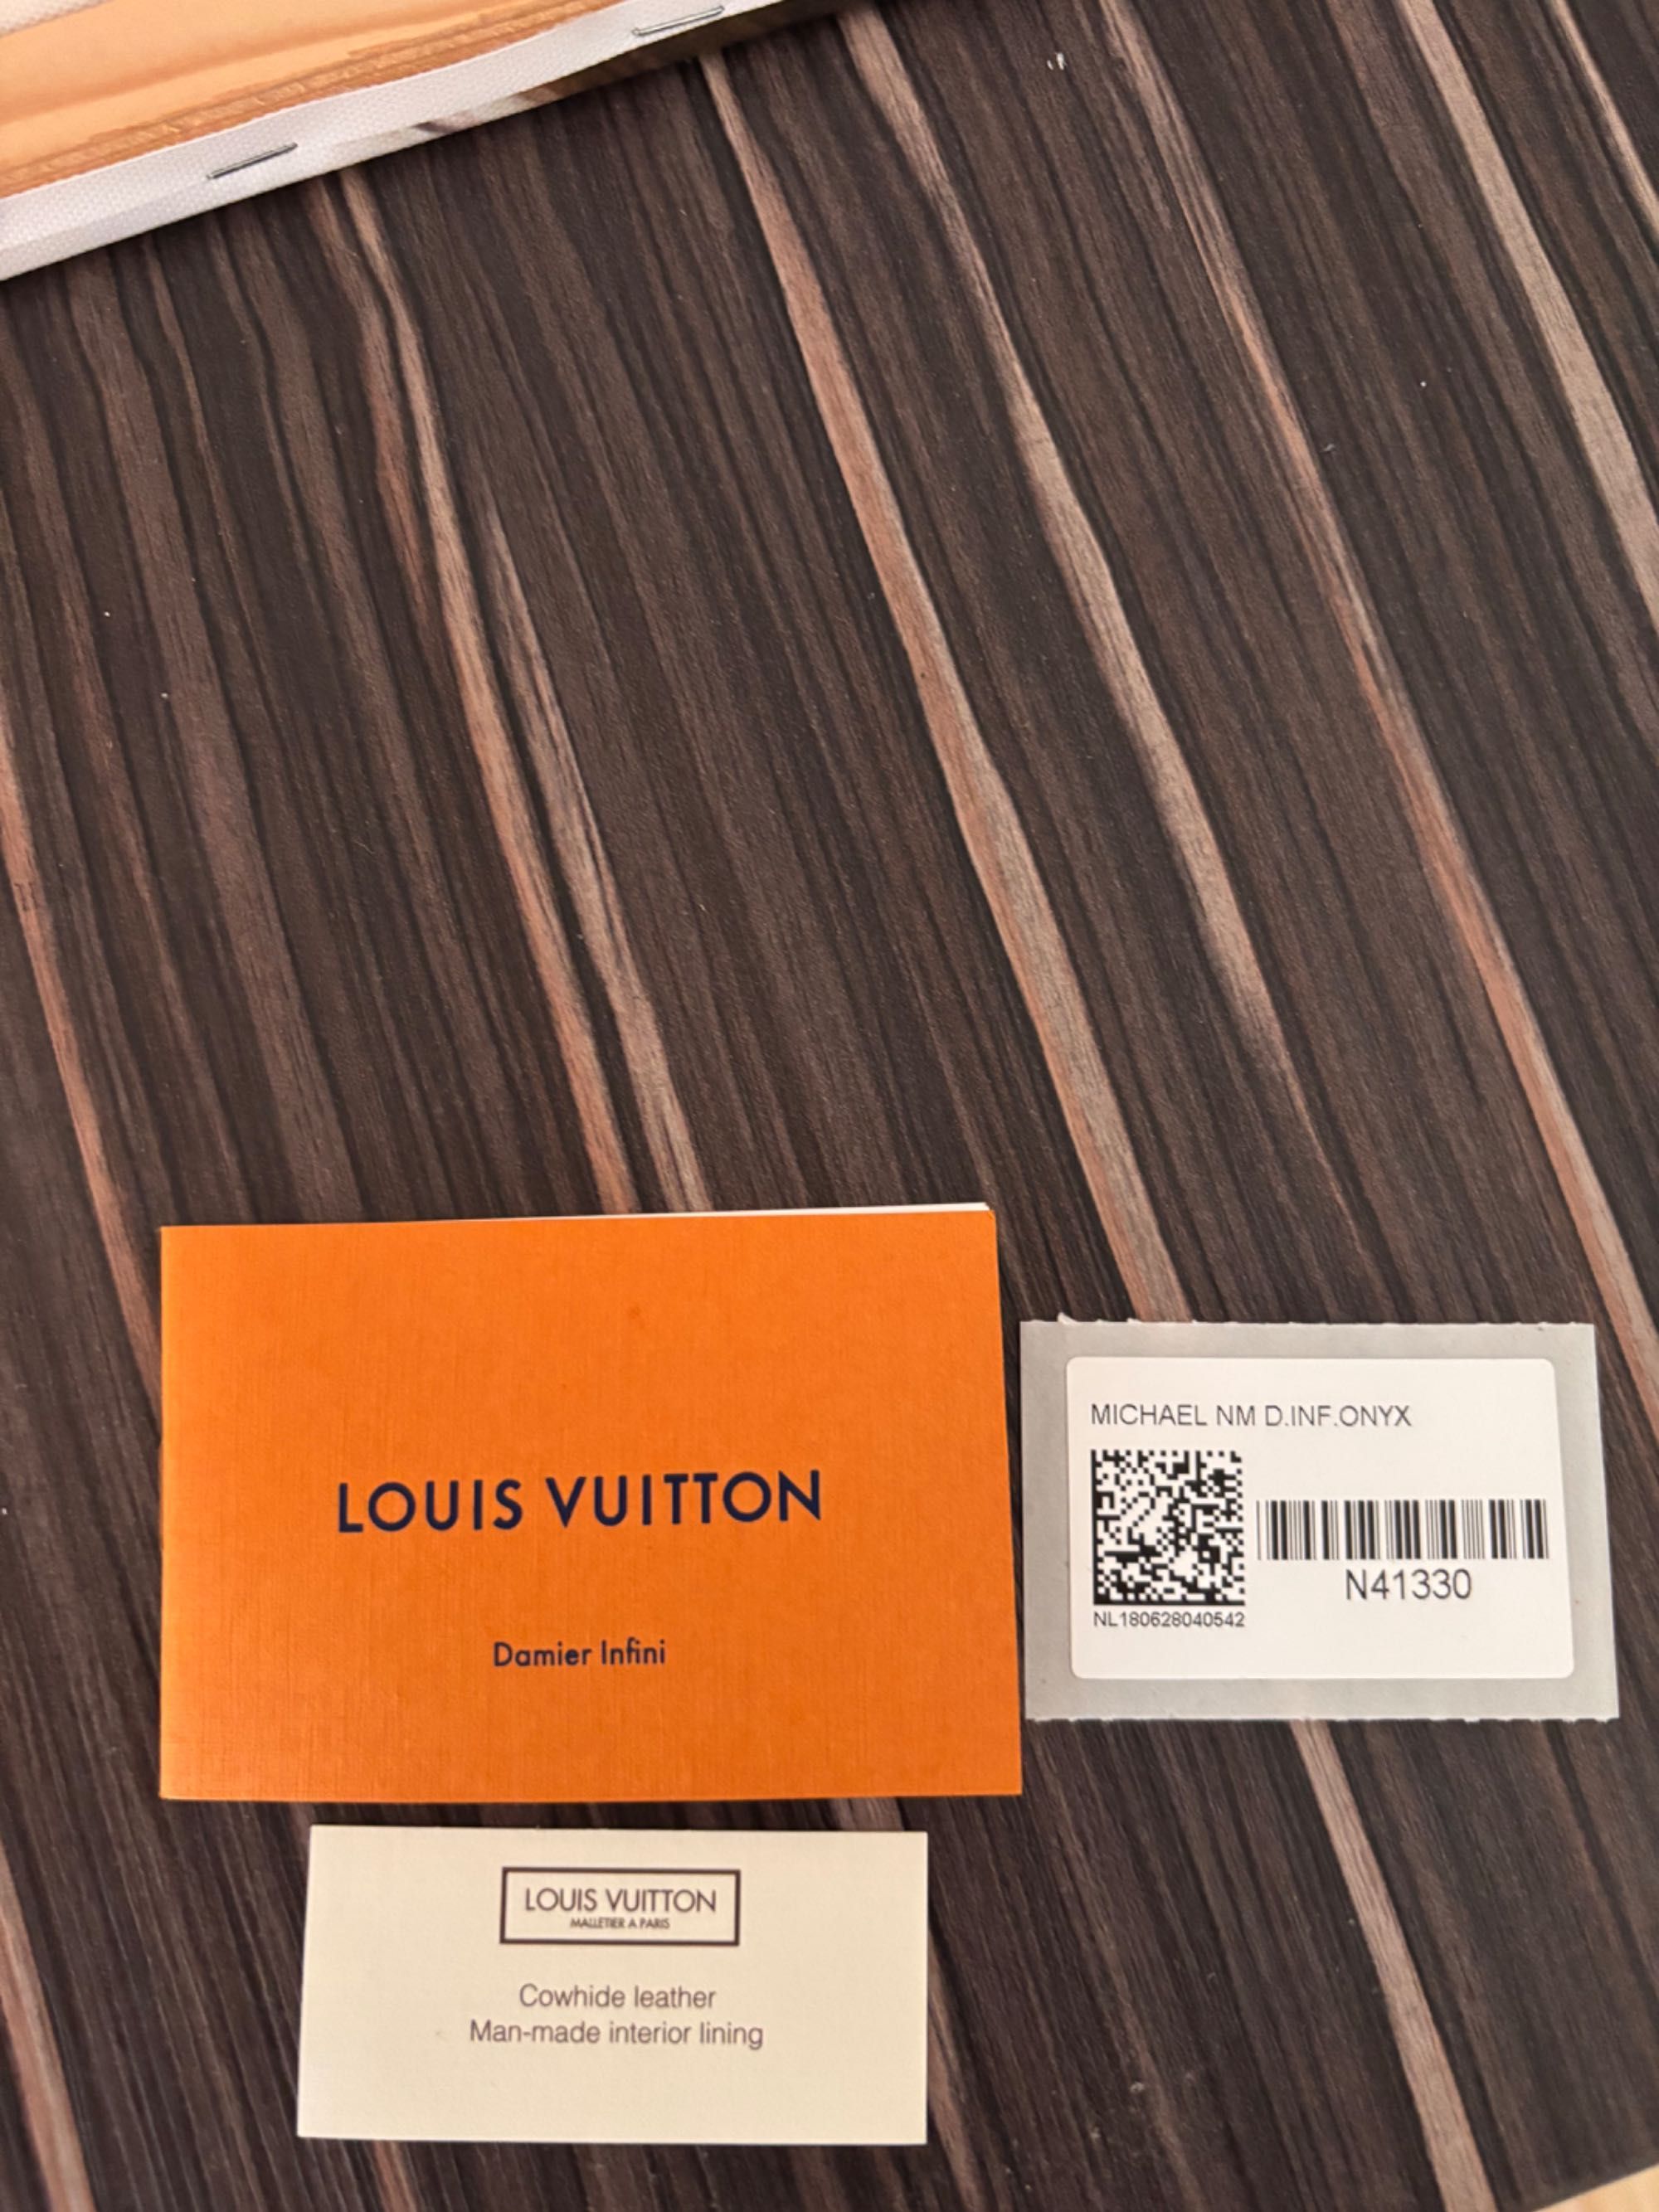 LOUIS VUITTON
Damier Infini
MICHAEL NM D.INF.ONYX
N41330
NL180628040542
LOUIS VUITTON
MALLETIER A PARIS
Cowhide leather
Man-made interior lining